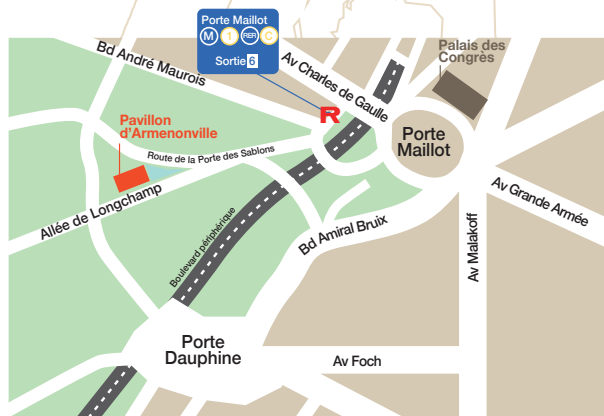 Porte Maillot
M 1 RER C
Sortie 6
Bd André Maurois
Av Charles de Gaulle
Palais des
Congrès
R
Pavillon
d'Armenonville
Porte
Maillot
Route de la Porte des Sablons
Allée de Longchamp
Av Grande Armée
Bd Amiral Bruix
Boulevard périphérique
Av Malakoff
Porte
Dauphine
Av Foch